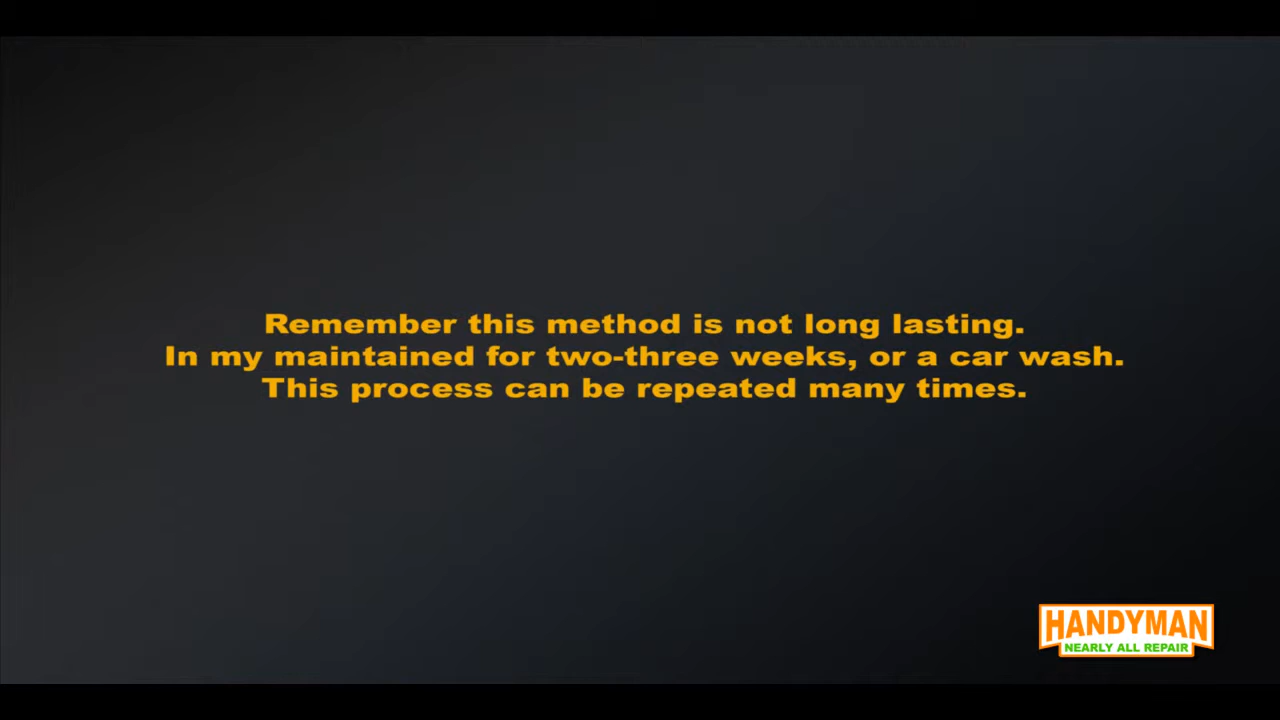 Remember this method is not long lasting.
In my maintained for two-three weeks, or a car wash.
This process can be repeated many times.
HANDYMAN
NEARLY ALL REPAIR